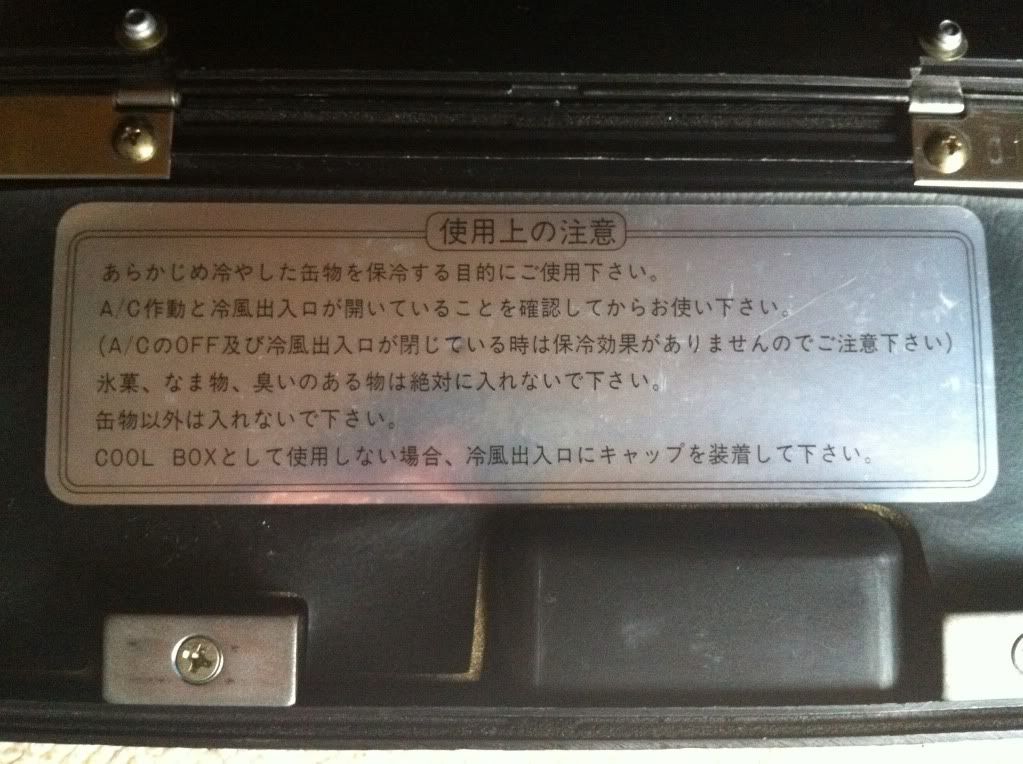 使用上の注意
あらかじめ冷やした缶物を保冷する目的にご使用下さい。
A/C作動と冷風出入口が開いていることを確認してからお使い下さい。
(A/CのOFF及び冷風出入口が閉じている時は保冷効果がありませんのでご注意下さい)
氷菓、なま物、臭いのある物は絶対に入れないで下さい。
缶物以外は入れないで下さい。
COOL BOXとして使用しない場合、冷風出入口にキャップを装着して下さい。